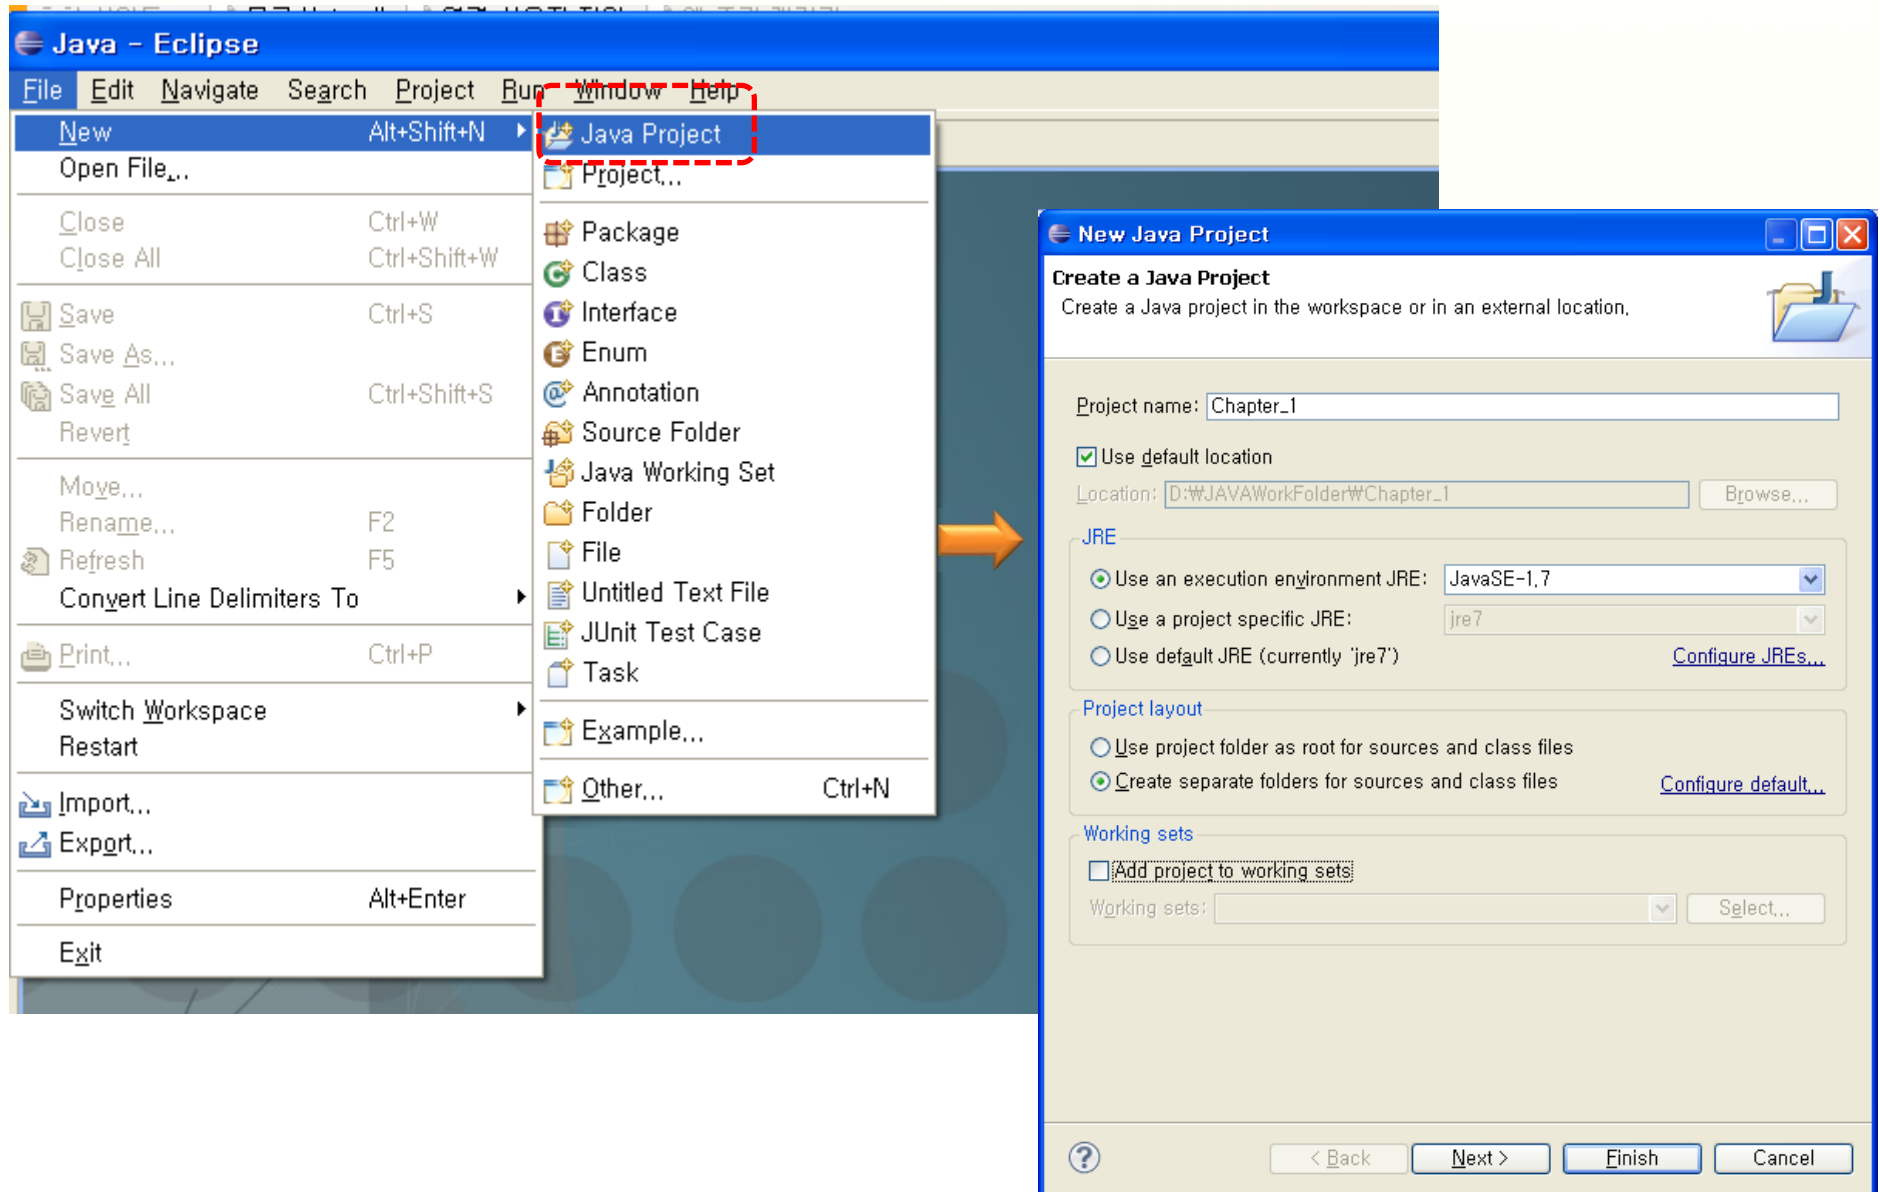 Java - Eclipse
File Edit Navigate Search Project Run Window Help
New Alt+Shift+N
Open File...
Close Ctrl+W
Close All Ctrl+Shift+W
Save Ctrl+S
Save As...
Save All Ctrl+Shift+S
Revert
Move...
Rename... F2
Refresh F5
Convert Line Delimiters To
Print... Ctrl+P
Switch Workspace
Restart
Import...
Export...
Properties Alt+Enter
Exit
Java Project
Project...
Package
Class
Interface
Enum
Annotation
Source Folder
Java Working Set
Folder
File
Untitled Text File
JUnit Test Case
Task
Example...
Other... Ctrl+N
New Java Project
Create a Java Project
Create a Java project in the workspace or in an external location.
Project name: Chapter_1
Use default location
Location: D:₩JAVAWorkFolder₩Chapter_1 Browse...
JRE
Use an execution environment JRE: JavaSE-1.7
Use a project specific JRE: jre7
Use default JRE (currently 'jre7') Configure JREs...
Project layout
Use project folder as root for sources and class files
Create separate folders for sources and class files Configure default...
Working sets
Add project to working sets
Working sets: Select...
? < Back Next > Finish Cancel